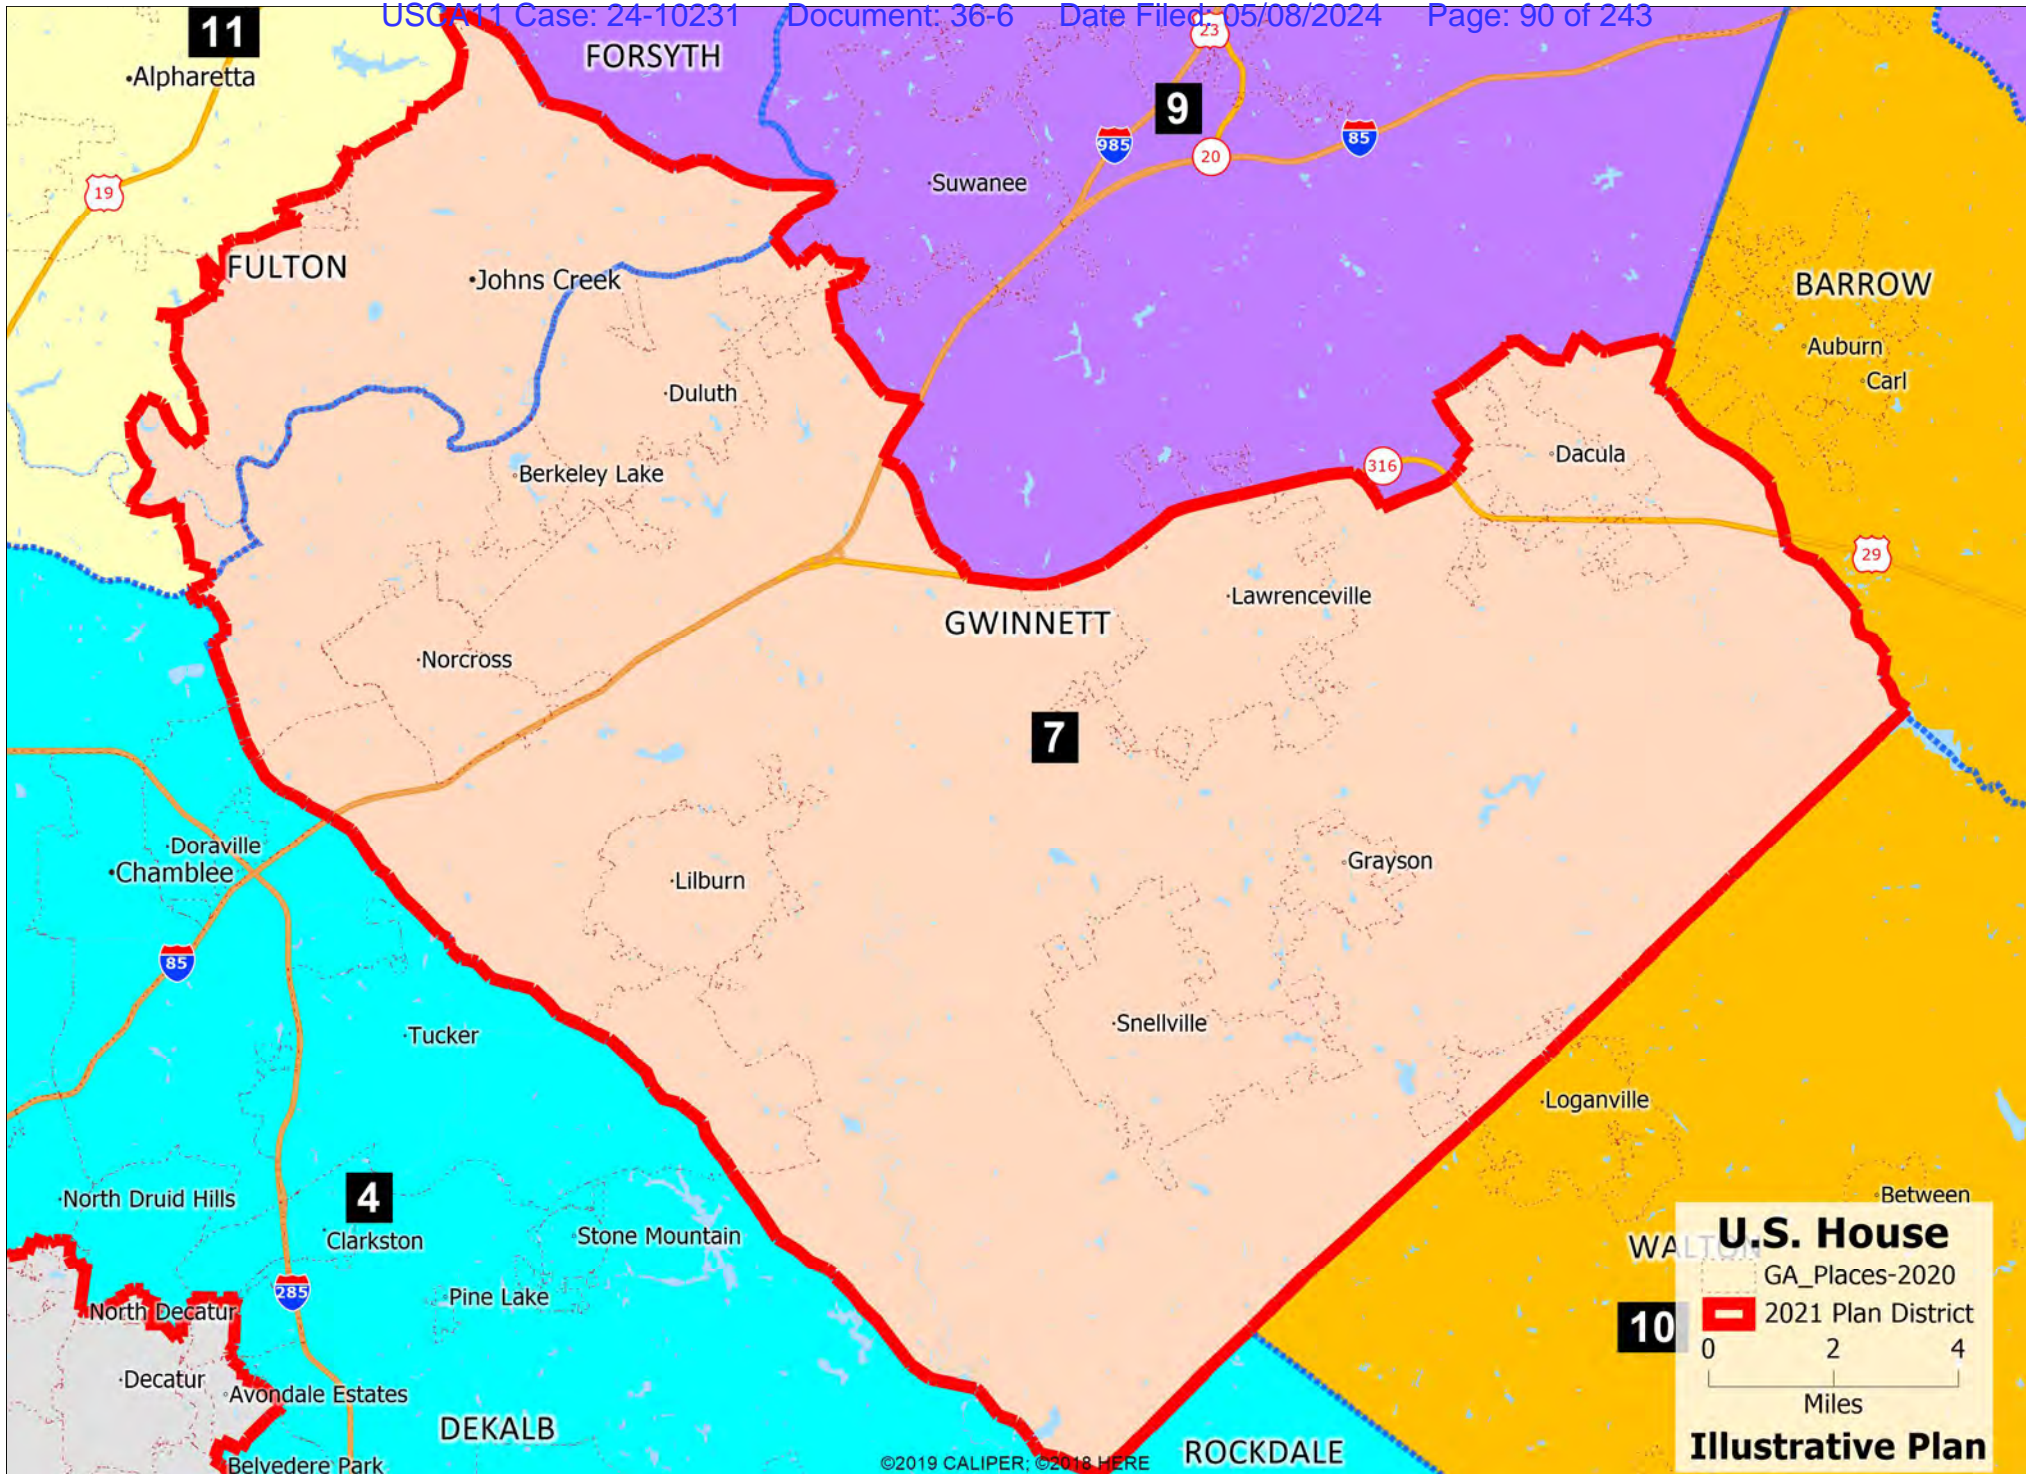 USCA11 Case: 24-10231 Document: 36-6 Date Filed: 05/08/2024 Page: 90 of 243
11
FORSYTH
23
Alpharetta
9
985
85
20
19
Suwanee
FULTON
Johns Creek
BARROW
Auburn
Carl
Duluth
Dacula
316
Berkeley Lake
29
Lawrenceville
GWINNETT
Norcross
7
Doraville
Chamblee
Grayson
Lilburn
85
Snellville
Tucker
Loganville
North Druid Hills
4
Between
Clarkston
Stone Mountain
WALTON
U.S. House
GA_Places-2020
285
Pine Lake
North Decatur
2021 Plan District
10
0 2 4
Decatur
Avondale Estates
Miles
DEKALB
ROCKDALE
Illustrative Plan
Belvedere Park
©2019 CALIPER; ©2018 HERE